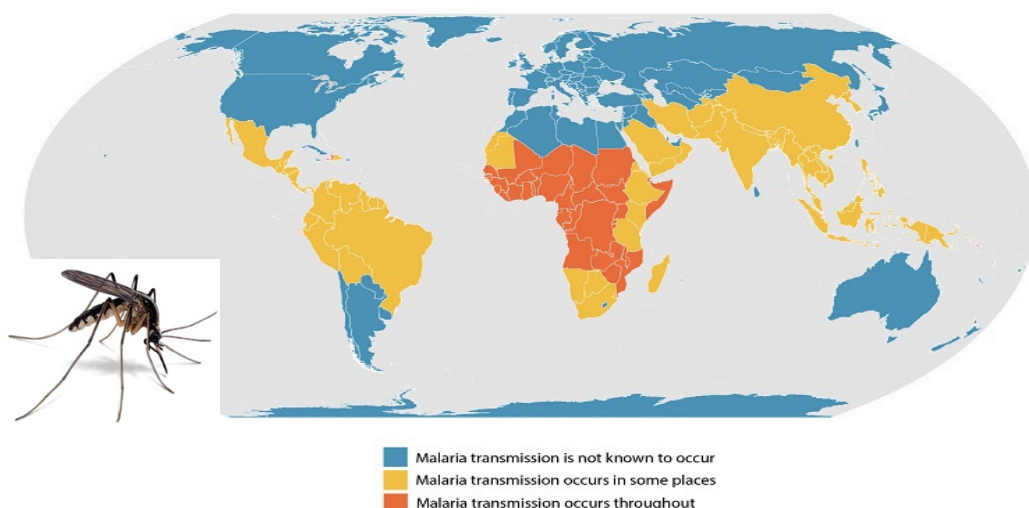 Malaria transmission is not known to occur
Malaria transmission occurs in some places
Malaria transmission occurs throughout